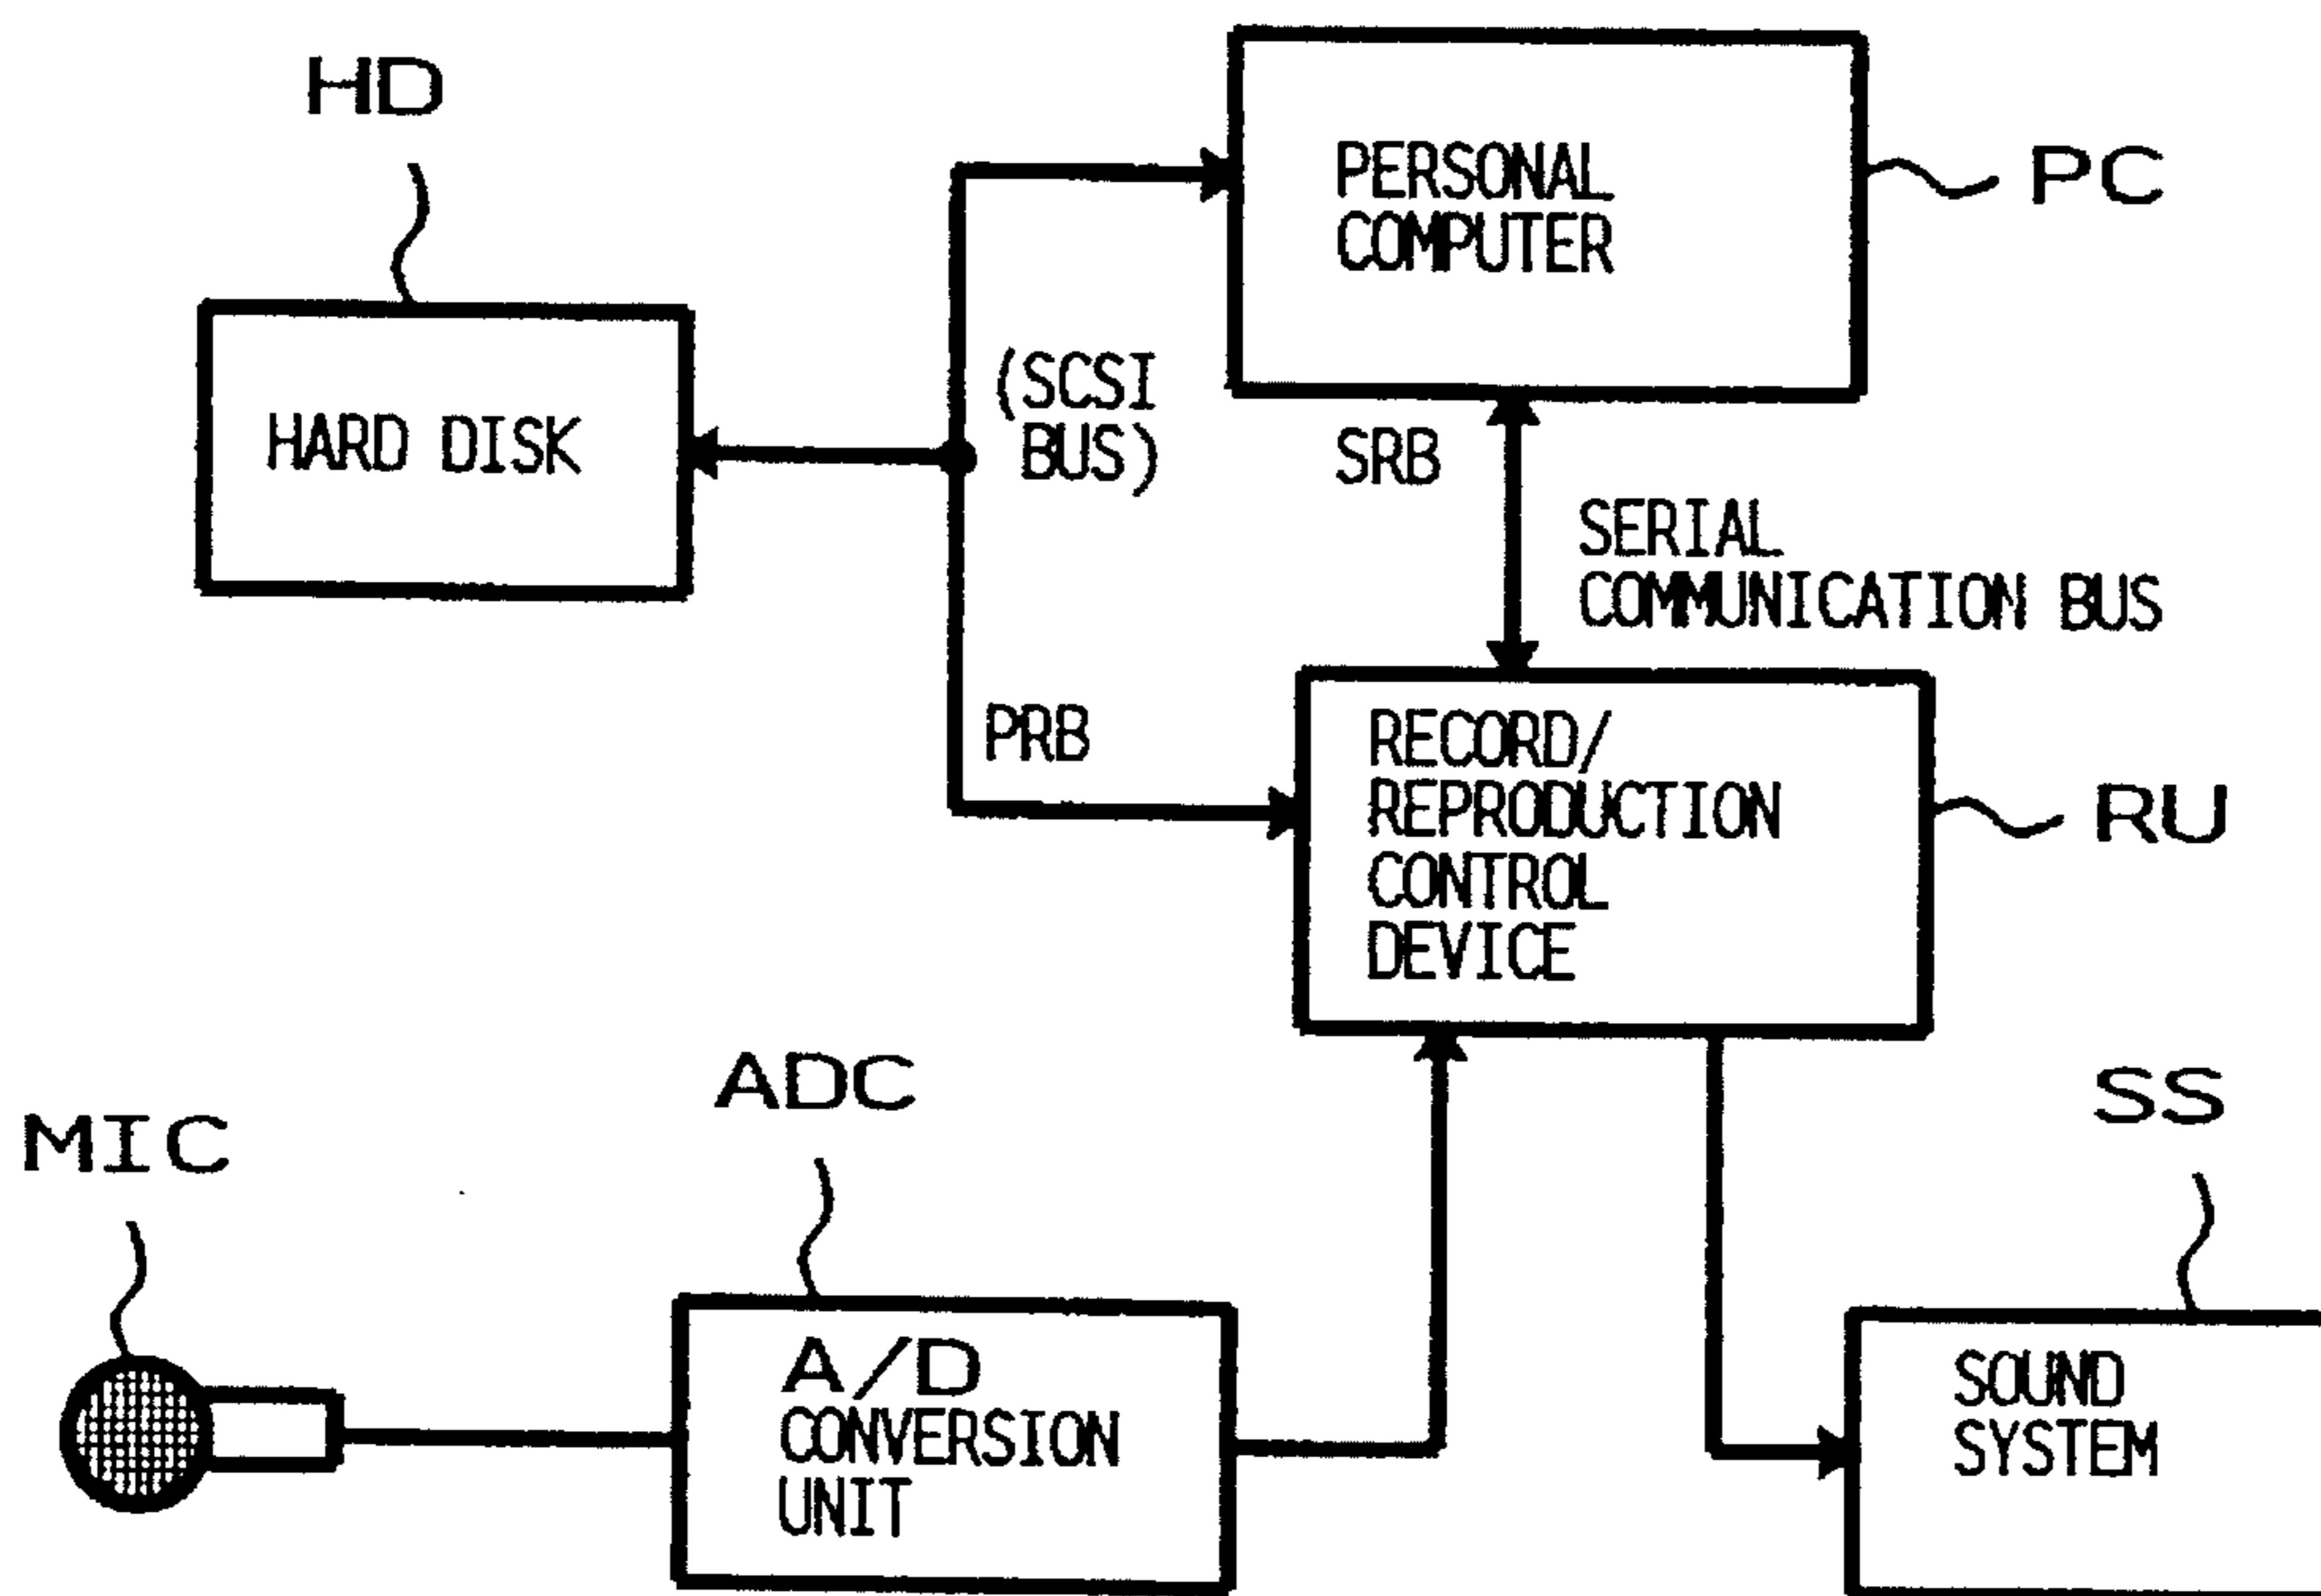 HD
PERSONAL
COMPUTER
PC
HARD DISK
(SCSI
BUS)
SRB
SERIAL
COMMUNICATION BUS
PRB
RECORD/
REPRODUCTION
CONTROL
DEVICE
RU
MIC
ADC
SS
A/D
CONVERSION
UNIT
SOUND
SYSTEM